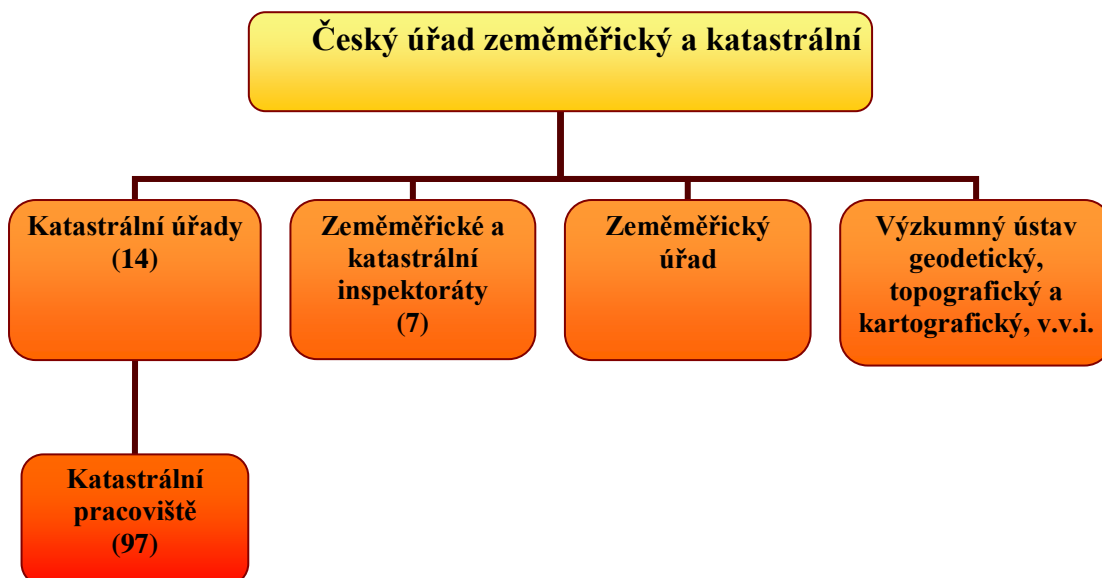 Český úřad zeměměřický a katastrální
Katastrální úřady
(14)
Zeměměřické a
katastrální
inspektoráty
(7)
Zeměměřický
úřad
Výzkumný ústav
geodetický,
topografický a
kartografický, v.v.i.
Katastrální
pracoviště
(97)